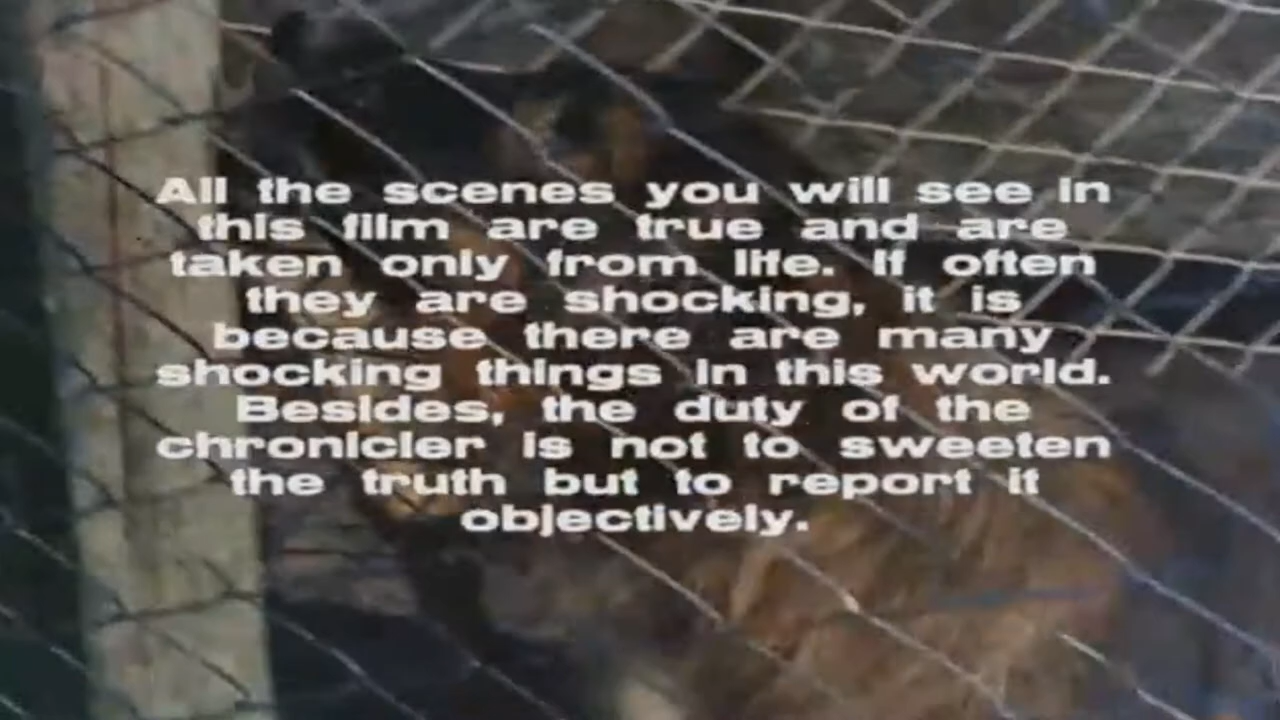 All the scenes you will see in
this film are true and are
taken only from life. If often
they are shocking, it is
because there are many
shocking things in this world.
Besides, the duty of the
chronicler is not to sweeten
the truth but to report it
objectively.